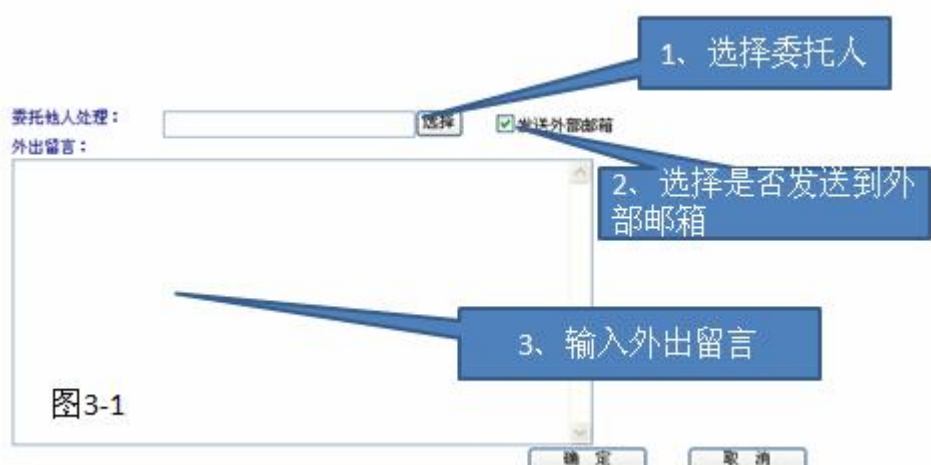 1、选择委托人
委托他人处理：
选择
发送外部邮箱
外出留言：
2、选择是否发送到外
部邮箱
3、输入外出留言
图3-1
确 定
取 消